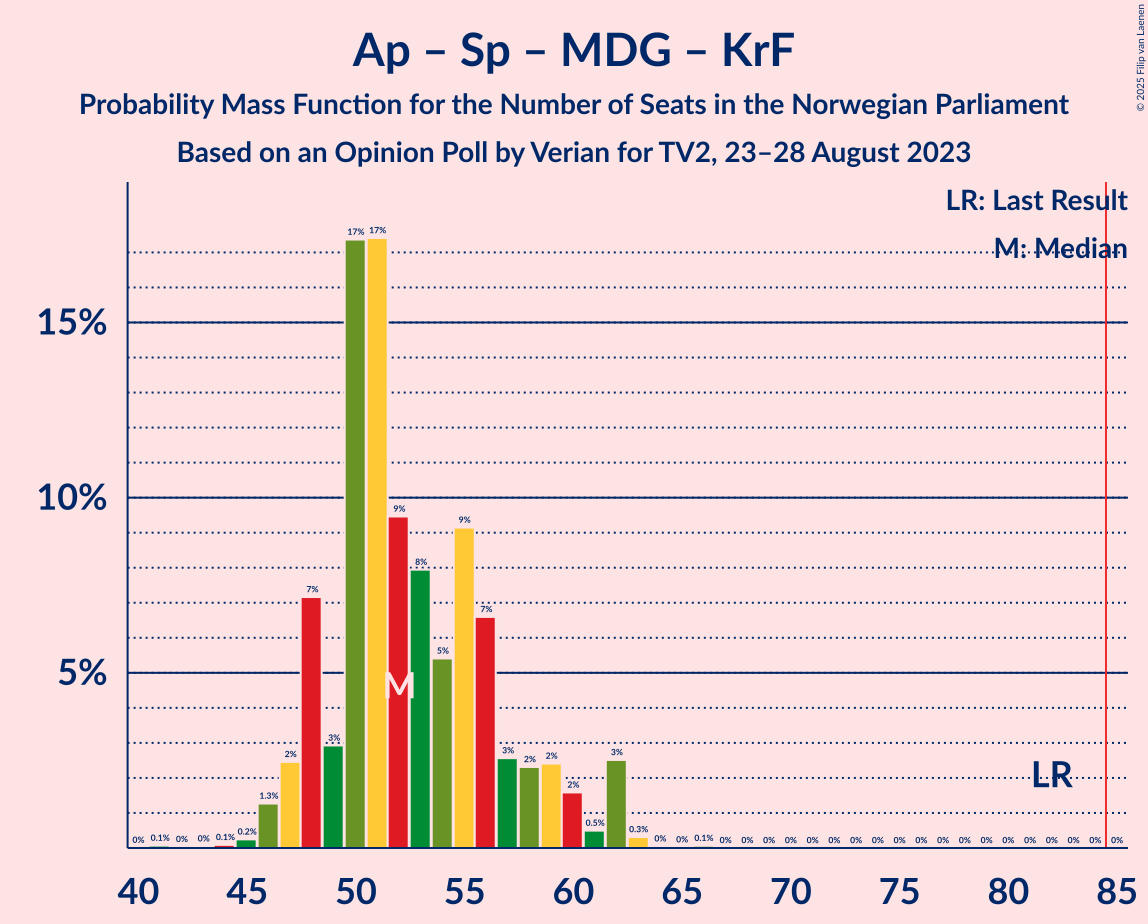 Ap – Sp – MDG – KrF
Probability Mass Function for the Number of Seats in the Norwegian Parliament
Based on an Opinion Poll by Verian for TV2, 23–28 August 2023
© 2025 Filip van Laenen
LR: Last Result
M: Median
15%
10%
5%
0% 0.1% 0% 0% 0.1% 0.2% 1.3% 2% 7% 3% 17% 17% 9% 8% 5% 9% 7% 3% 2% 2% 2% 0.5% 3% 0.3% 0% 0% 0.1% 0% 0% 0% 0% 0% 0% 0% 0% 0% 0% 0% 0% 0% 0% 0% 0% 0% 0% 0%
M
LR
40 45 50 55 60 65 70 75 80 85